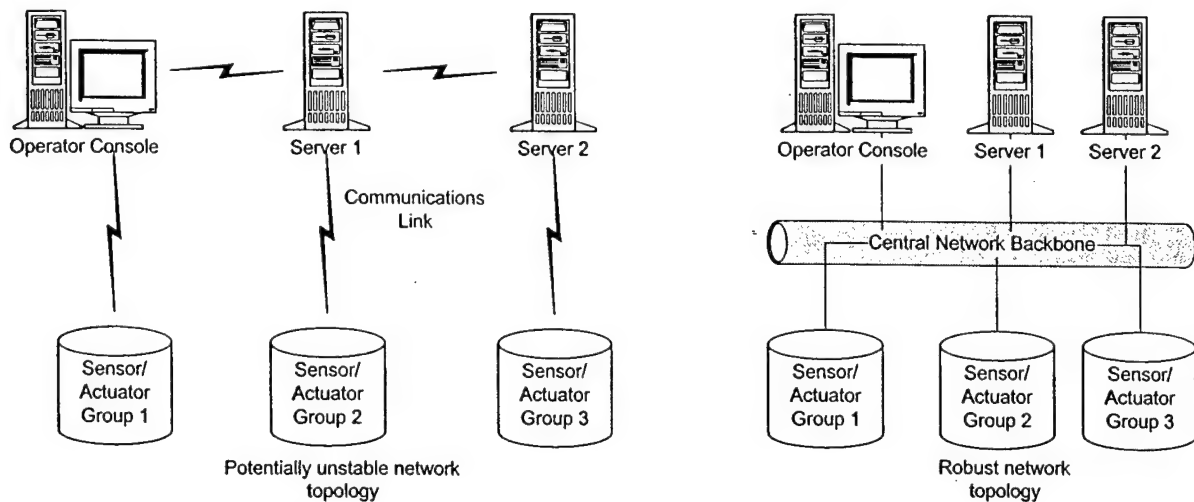 Operator Console
Server 1
Server 2
Communications
Link
Sensor/
Actuator
Group 1
Sensor/
Actuator
Group 2
Sensor/
Actuator
Group 3
Potentially unstable network
topology
Operator Console
Server 1
Server 2
Central Network Backbone
Sensor/
Actuator
Group 1
Sensor/
Actuator
Group 2
Sensor/
Actuator
Group 3
Robust network
topology